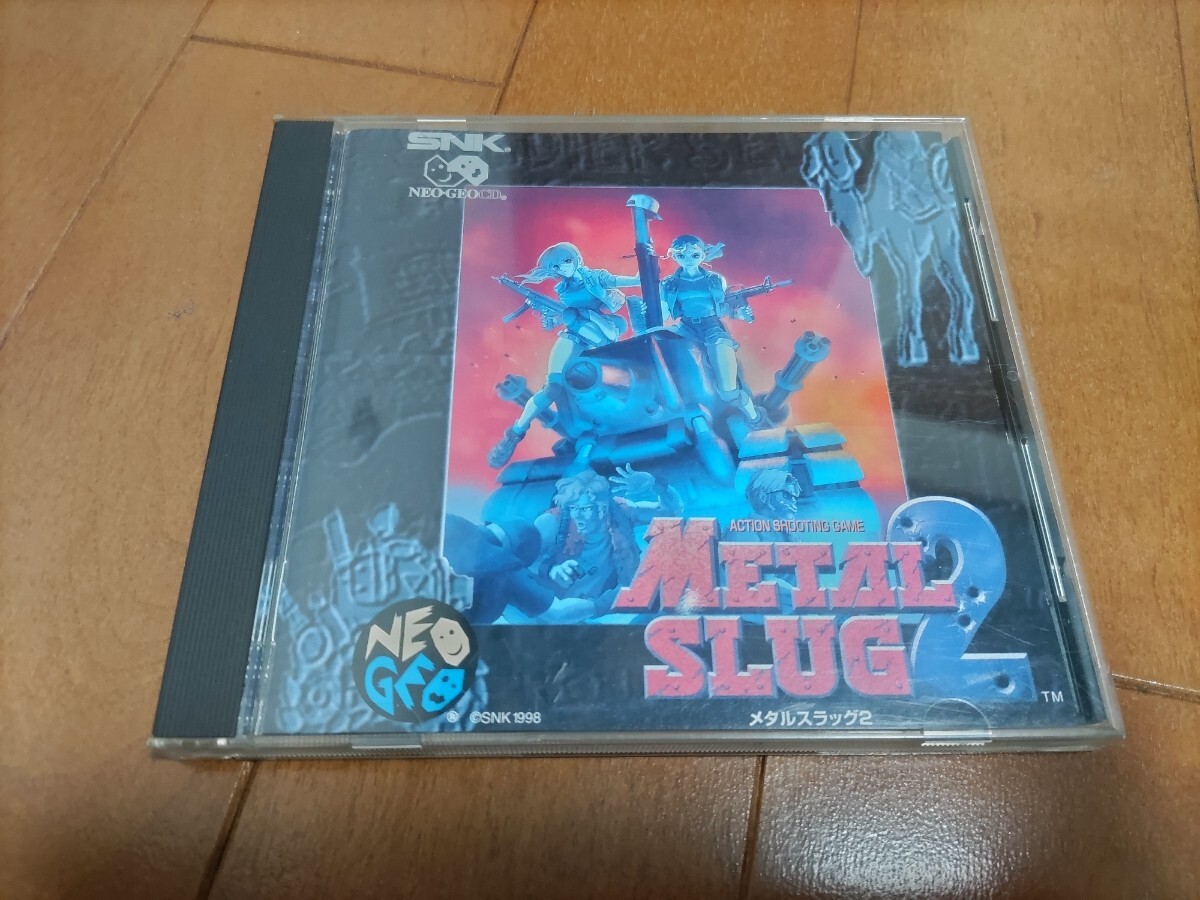 SNK®
NEO•GEO CD®
ACTION SHOOTING GAME
METAL
SLUG 2
TM
NEO
GEO
® ©SNK 1998
メタルスラッグ2